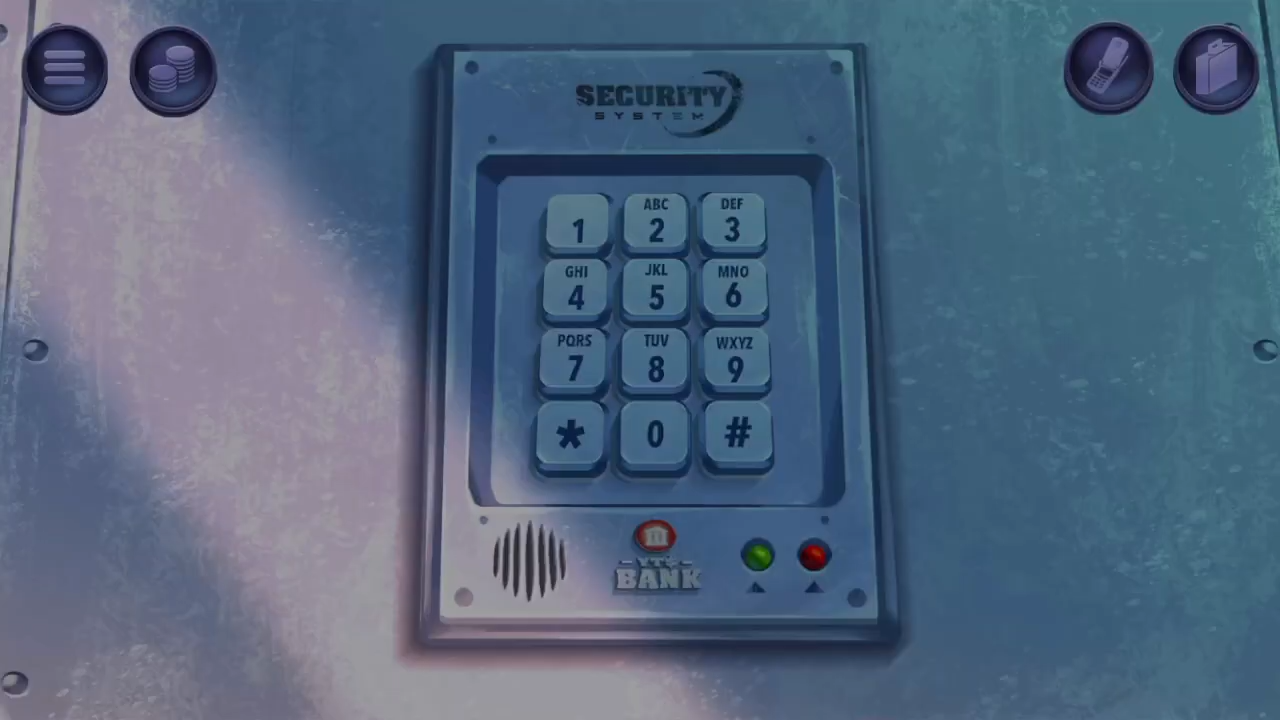 SECURITY
SYSTEM
1
ABC
2
DEF
3
GHI
4
JKL
5
MNO
6
PQRS
7
TUV
8
WXYZ
9
*
0
#
BANK